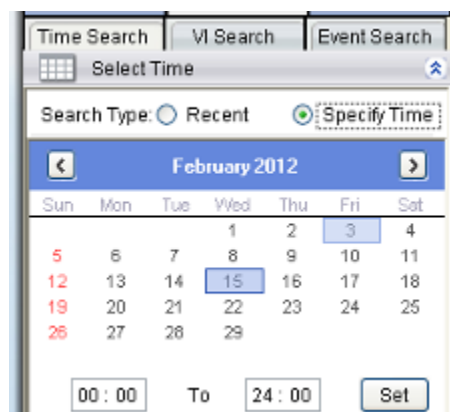 Time Search VI Search Event Search
Select Time
Search Type: Recent Specify Time
February 2012
Sun Mon Tue Wed Thu Fri Sat
1 2 3 4
5 6 7 8 9 10 11
12 13 14 15 16 17 18
19 20 21 22 23 24 25
26 27 28 29
00 : 00 To 24 : 00 Set